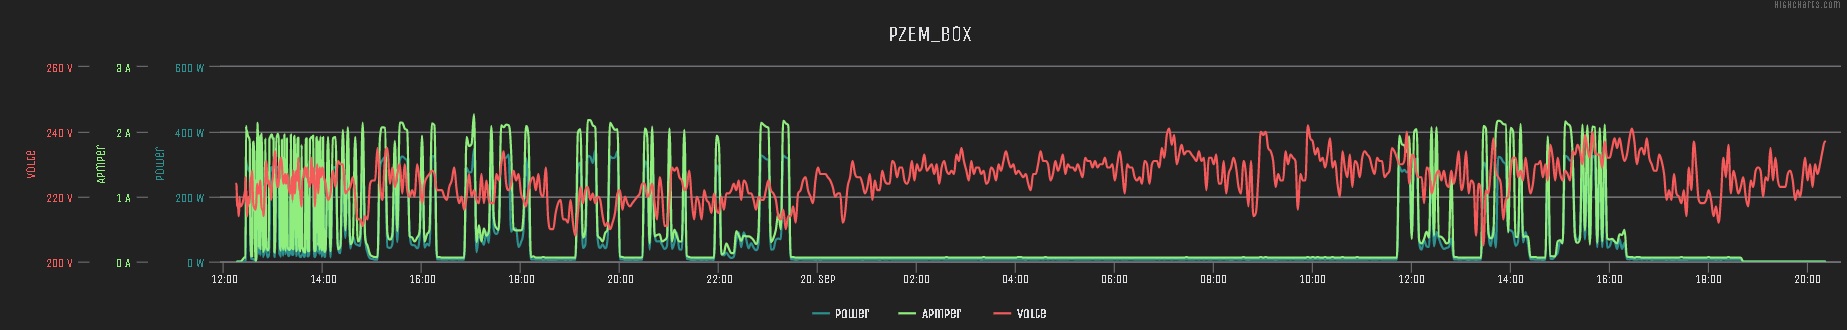 Highcharts.com
PZEM_BOX
260 V 3 A 600 W
240 V 2 A 400 W
220 V 1 A 200 W
200 V 0 A 0 W
Volte
Apmper
Power
12:00 14:00 16:00 18:00 20:00 22:00 20. Sep 02:00 04:00 06:00 08:00 10:00 12:00 14:00 16:00 18:00 20:00
Power Apmper Volte